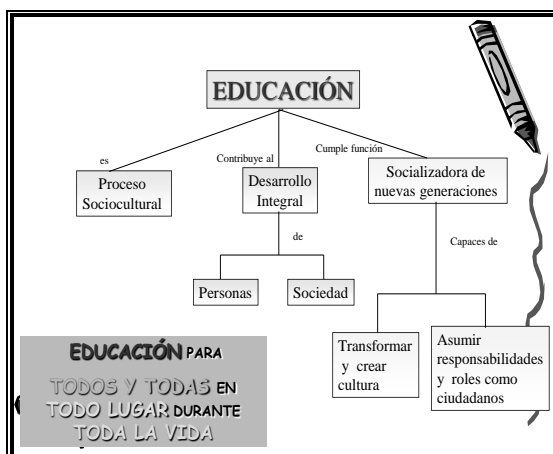 EDUCACIÓN
es
Contribuye al
Cumple función
Proceso
Sociocultural
Desarrollo
Integral
Socializadora de
nuevas generaciones
de
Capaces de
Personas
Sociedad
Transformar
y crear
cultura
Asumir
responsabilidades
y roles como
ciudadanos
EDUCACIÓN PARA
TODOS Y TODAS EN
TODO LUGAR DURANTE
TODA LA VIDA